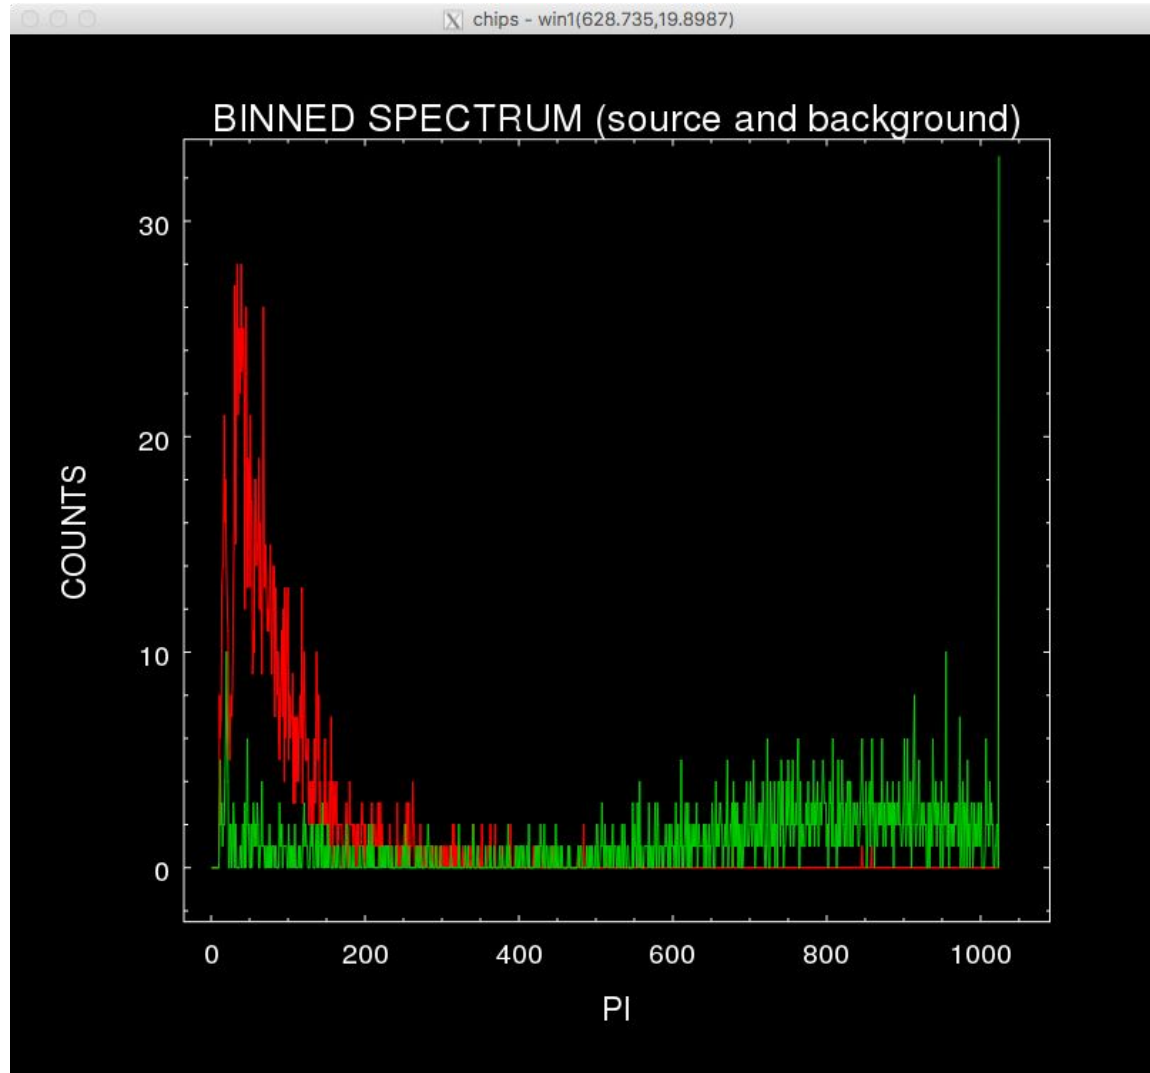 chips - win1(628.735,19.8987)
BINNED SPECTRUM (source and background)
30
20
10
0
COUNTS
0 200 400 600 800 1000
PI